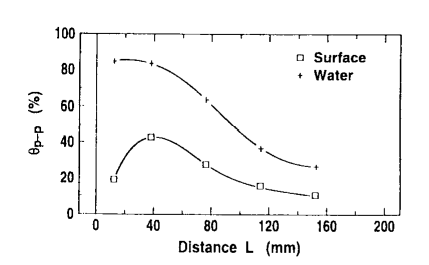 100
80
60
40
20
0
θp-p (%)
□ Surface
+ Water
0 40 80 120 160 200
Distance L (mm)